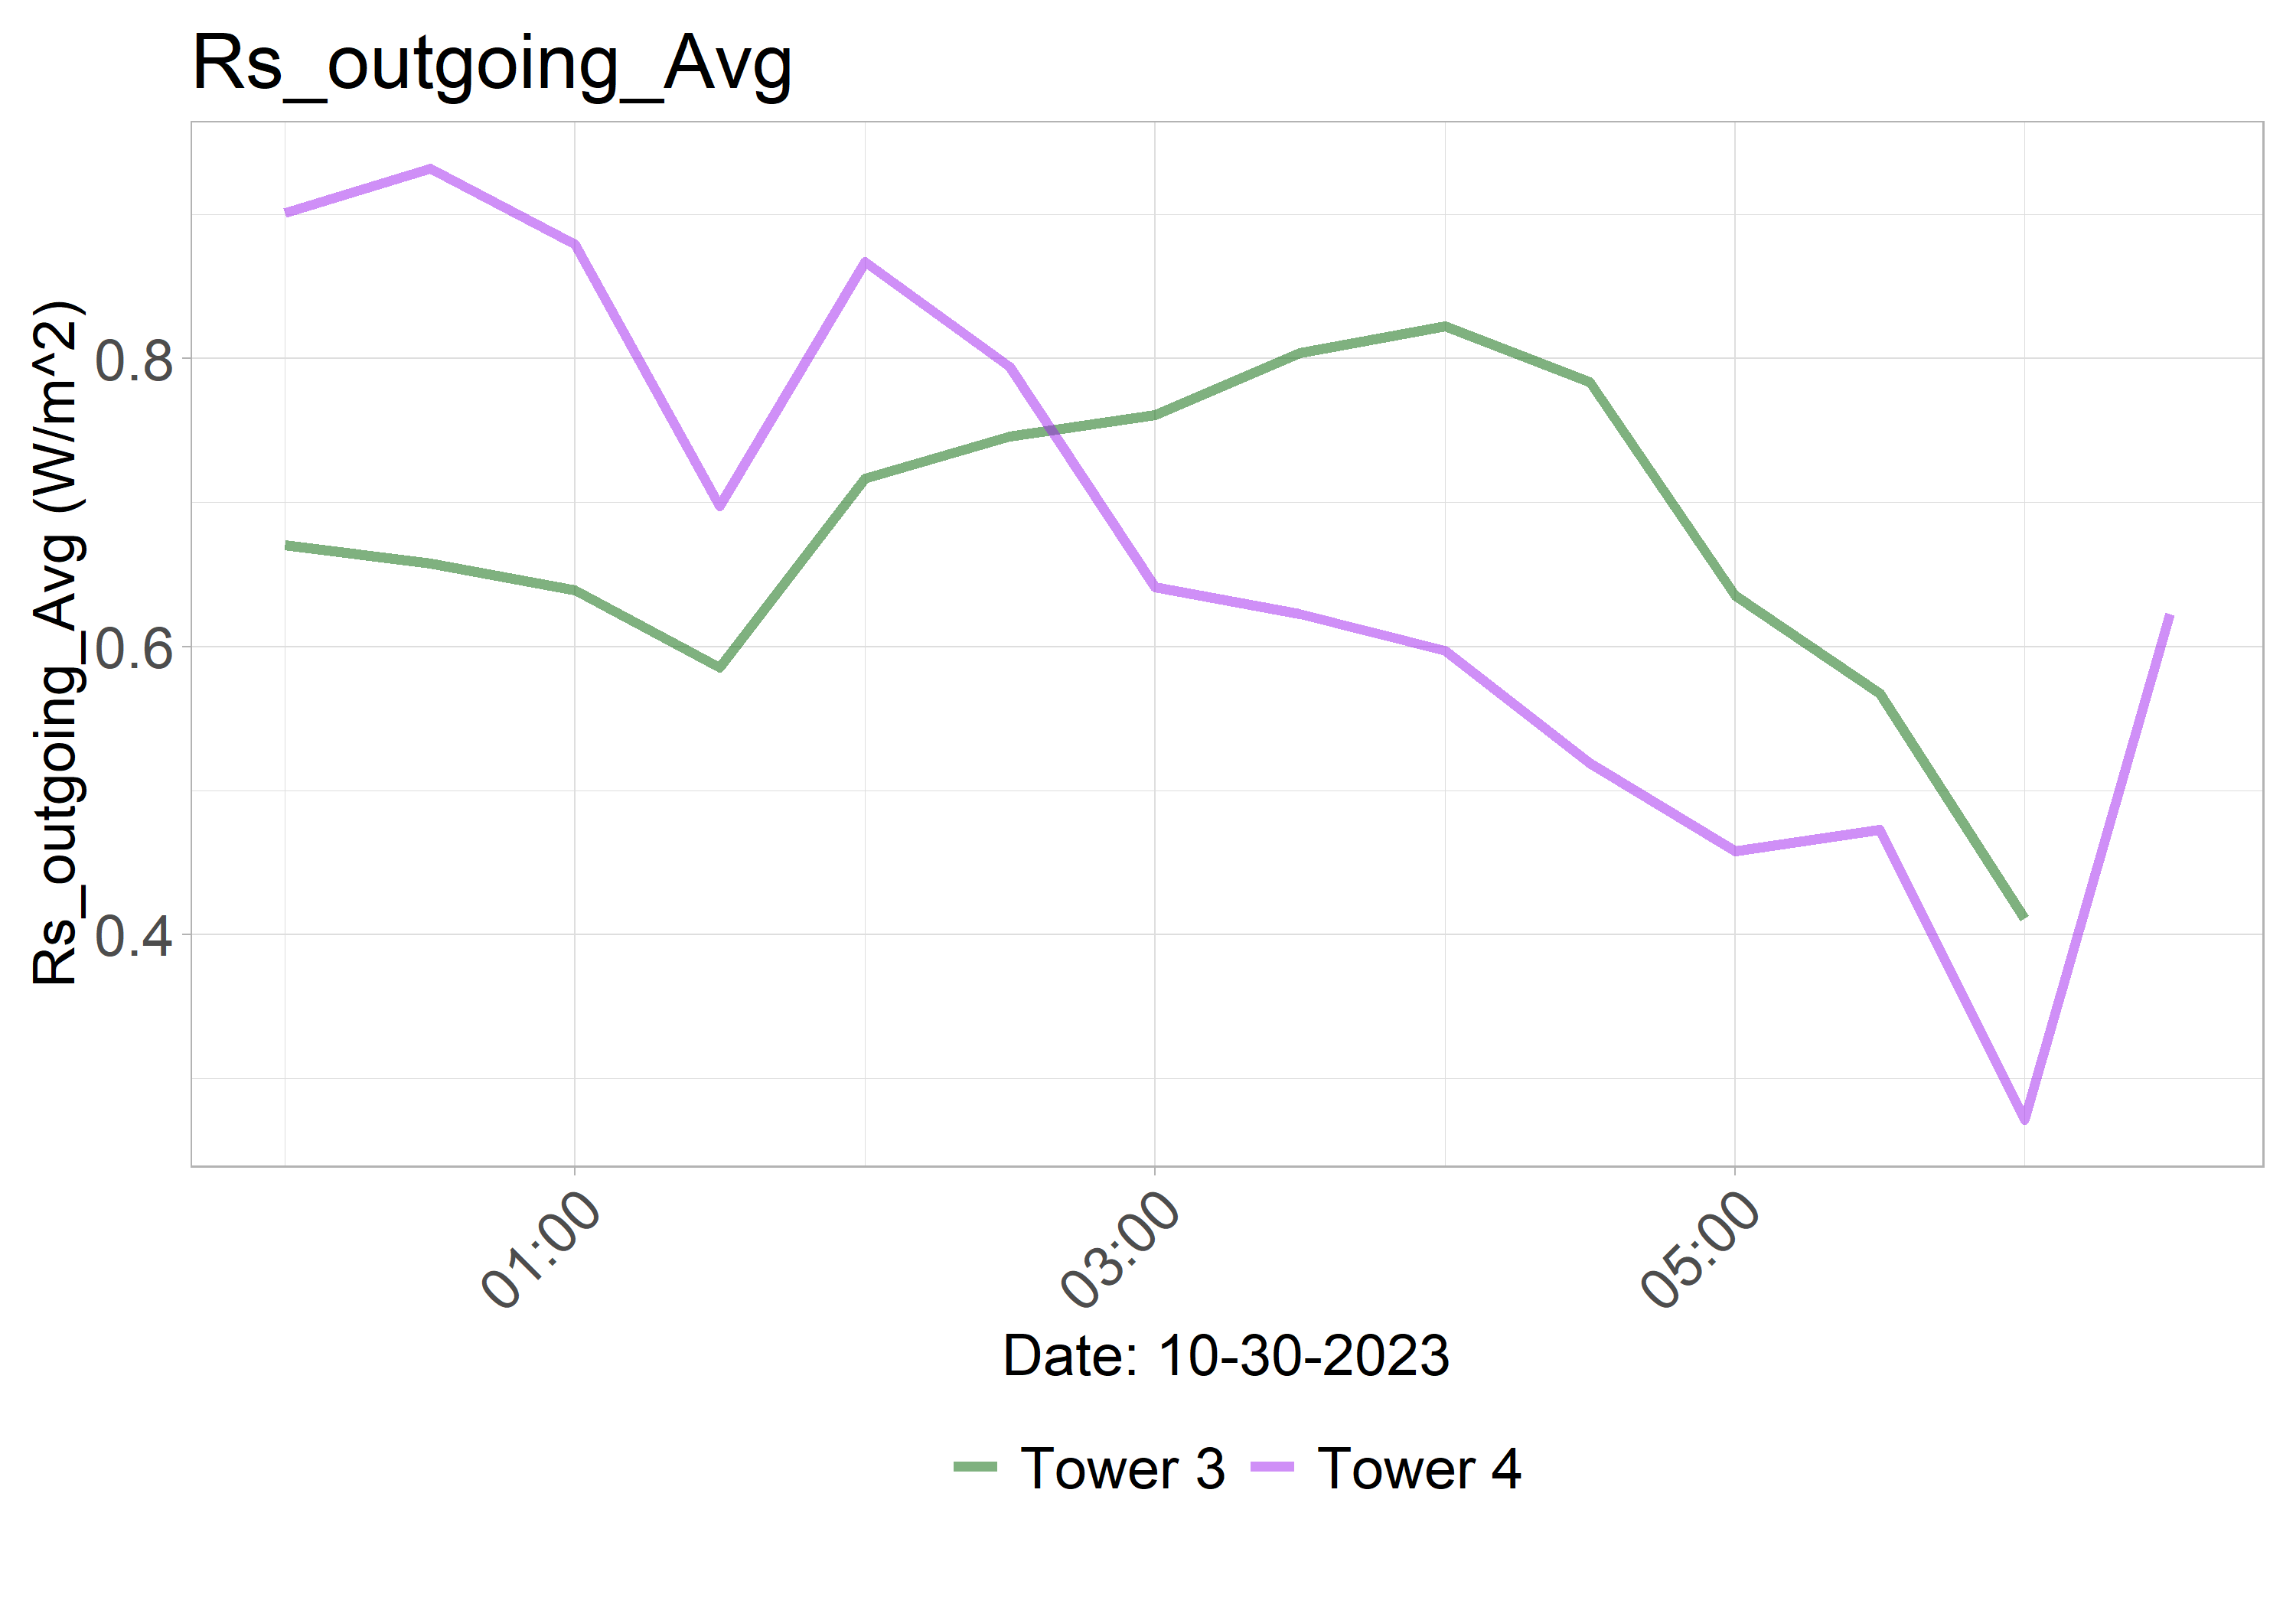 Rs_outgoing_Avg
Rs_outgoing_Avg (W/m^2)
0.8
0.6
0.4
01:00
03:00
05:00
Date: 10-30-2023
Tower 3
Tower 4